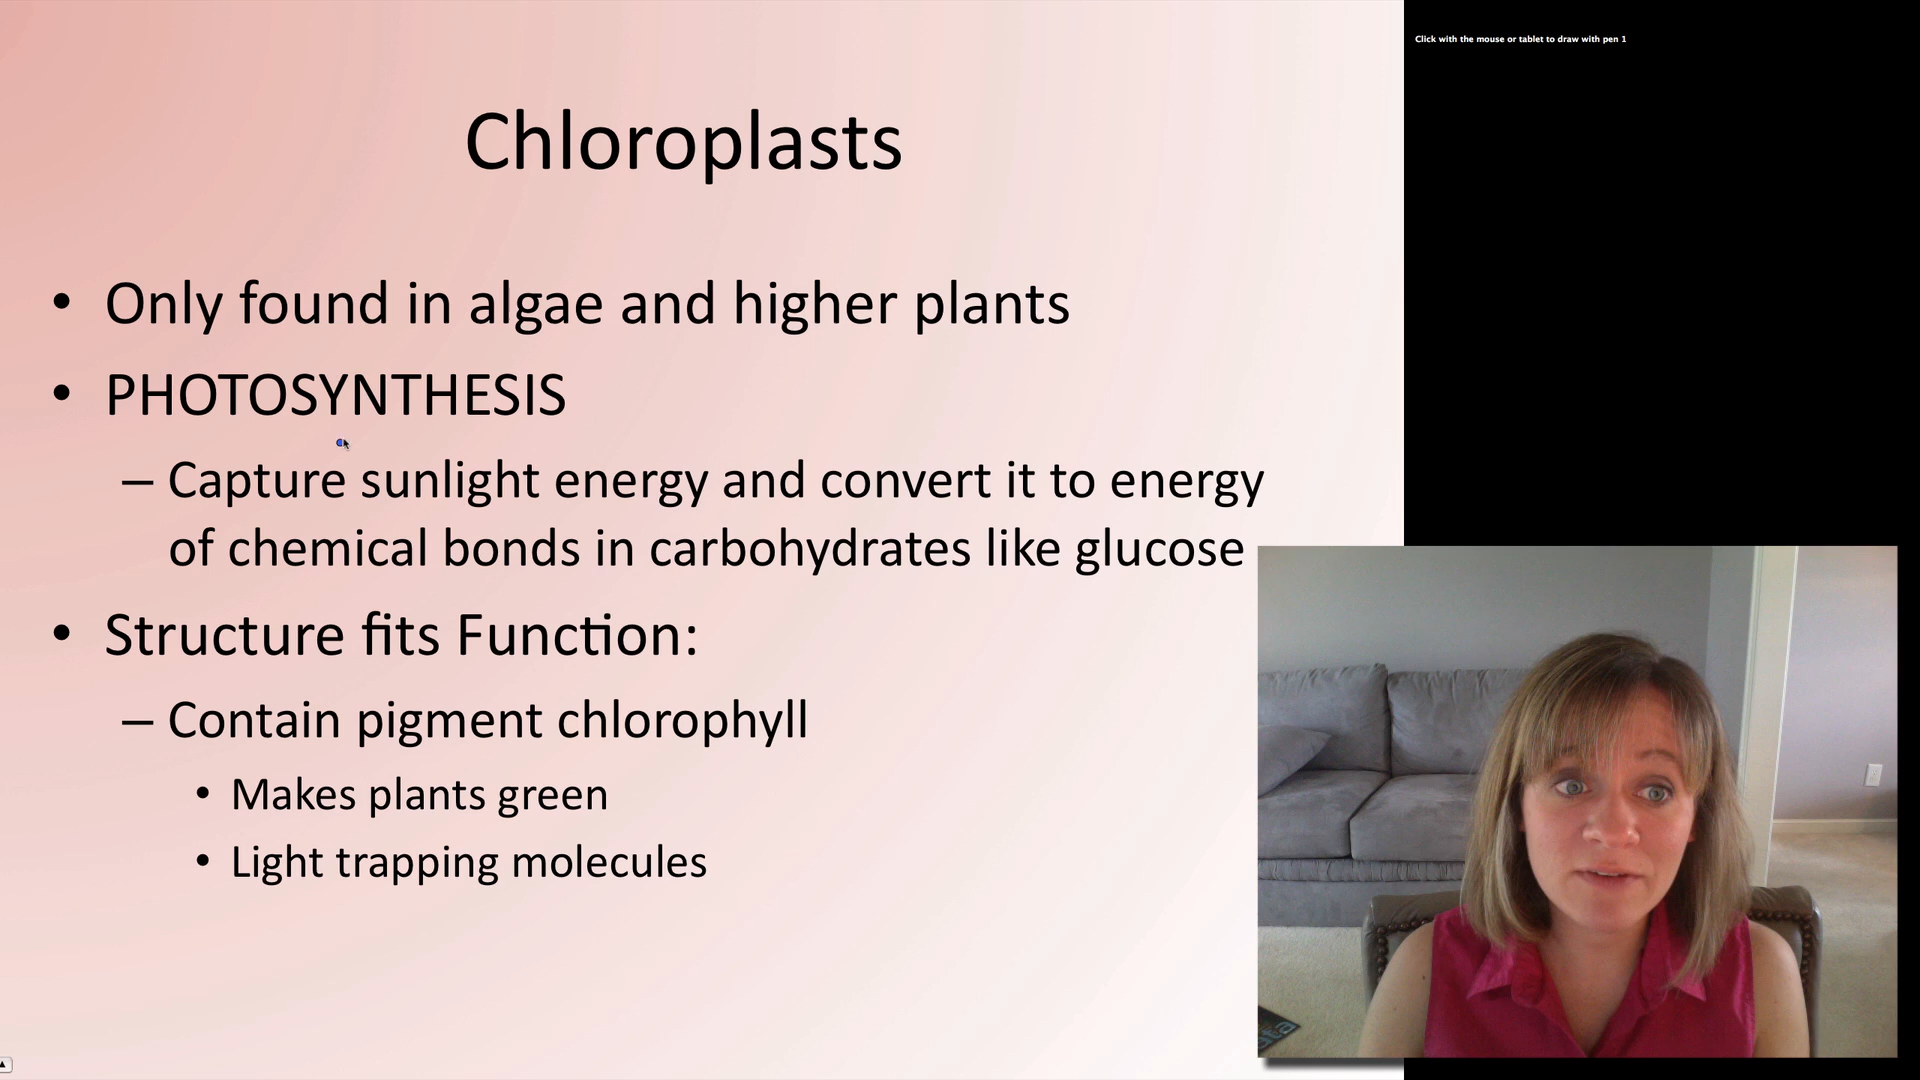 Click with the mouse or tablet to draw with pen 1
Chloroplasts
• Only found in algae and higher plants
• PHOTOSYNTHESIS
– Capture sunlight energy and convert it to energy
of chemical bonds in carbohydrates like glucose
• Structure fits Function:
– Contain pigment chlorophyll
• Makes plants green
• Light trapping molecules